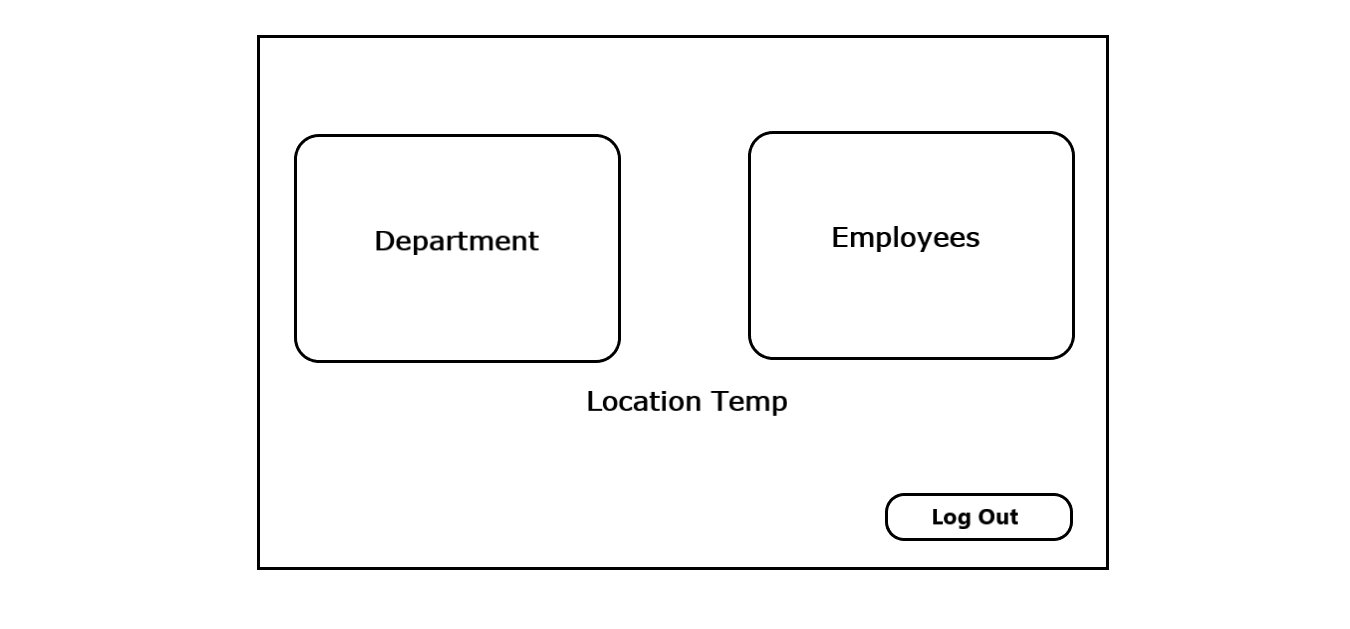 Department
Employees
Location Temp
Log Out